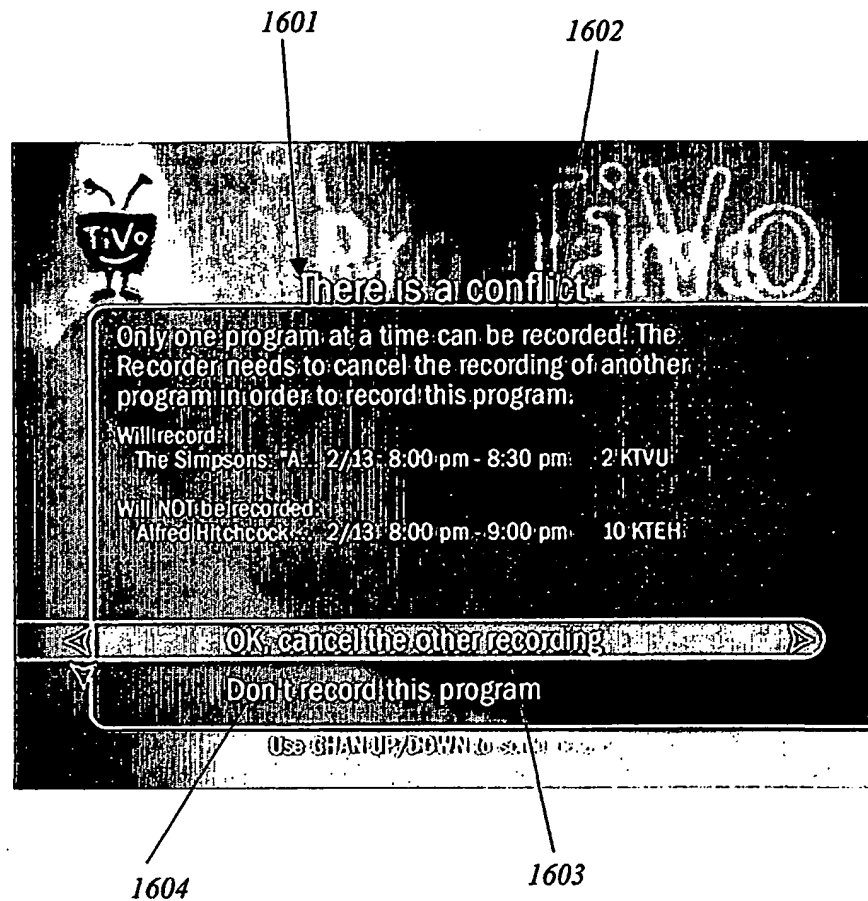 1601
1602
TiVo
TiVo
There is a conflict
Only one program at a time can be recorded. The
Recorder needs to cancel the recording of another
program in order to record this program.
Will record:
The Simpsons "A... 2/13 8:00 pm - 8:30 pm 2 KTVU
Will NOT be recorded:
Alfred Hitchcock ... 2/13 8:00 pm - 9:00 pm 10 KTEH
OK, cancel the other recording
Don't record this program
Use CHAN UP/DOWN to
1604
1603